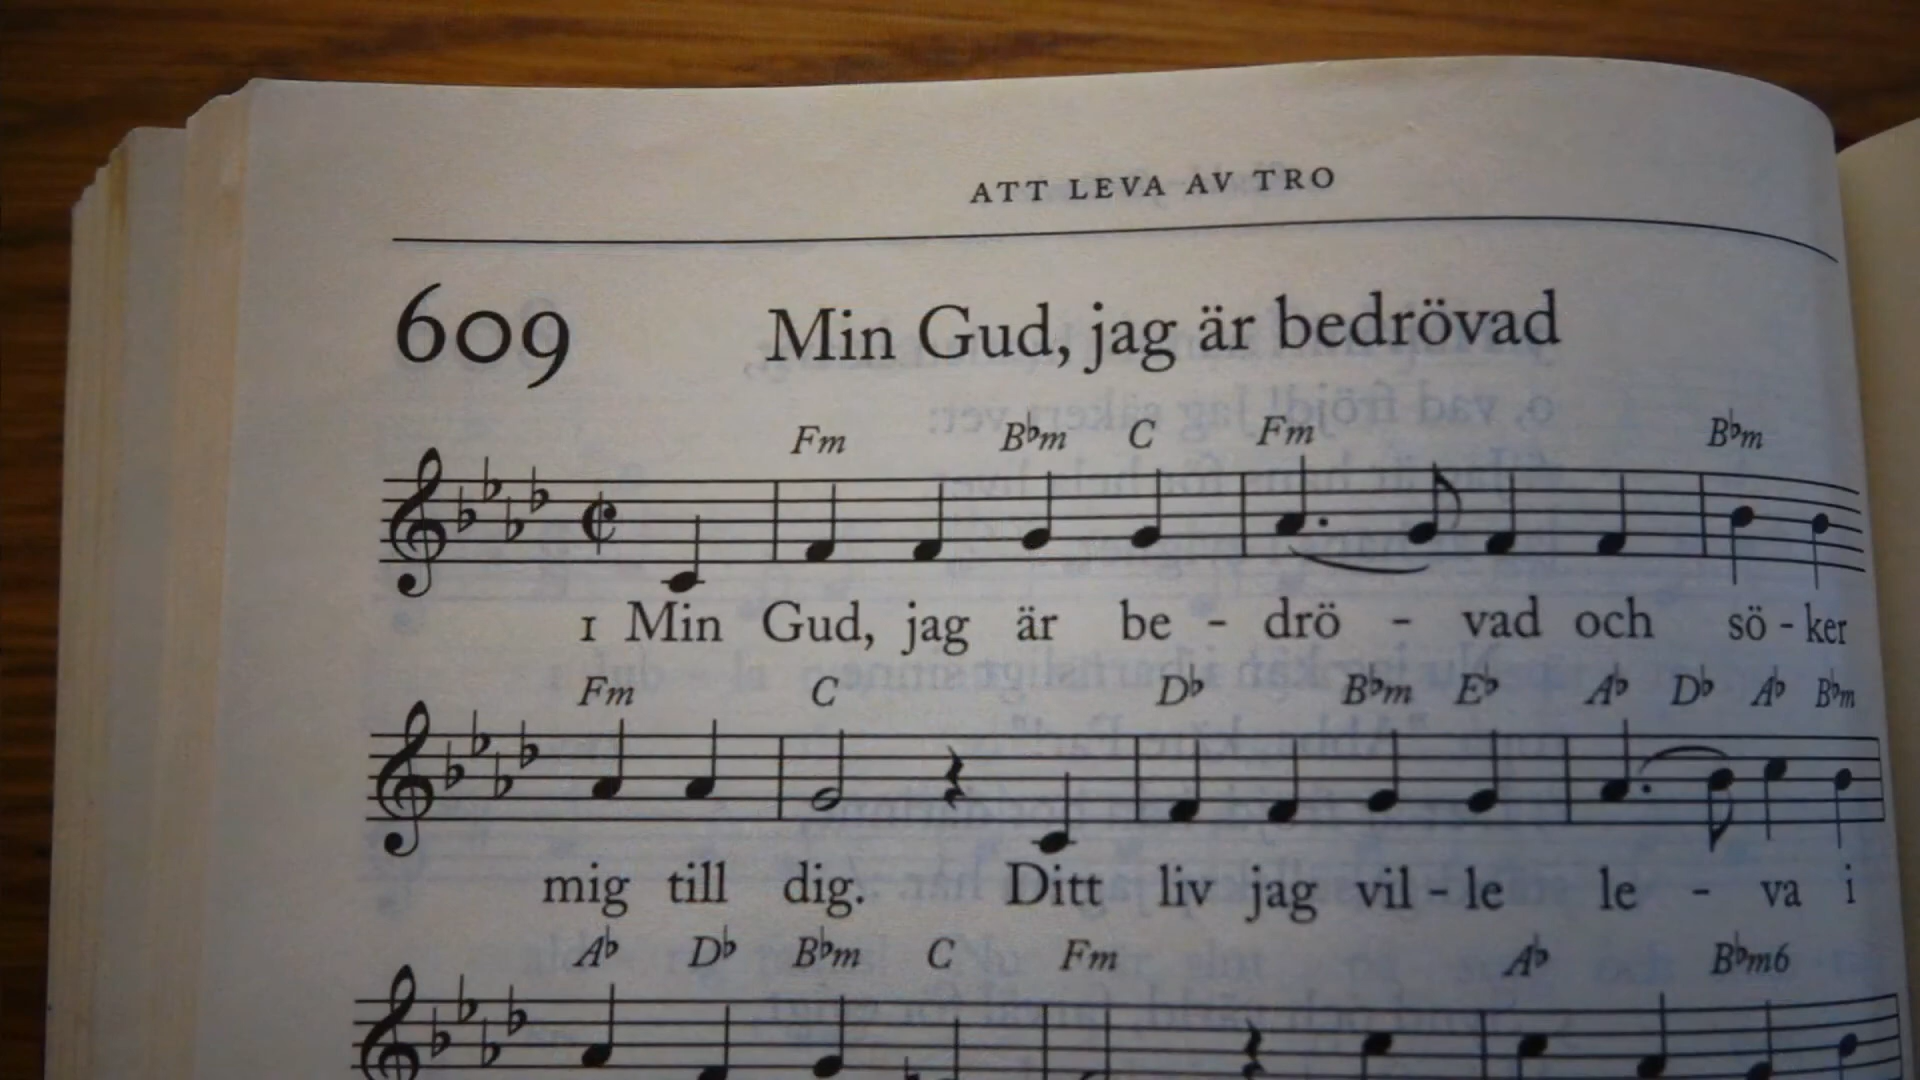 ATT LEVA AV TRO
609 Min Gud, jag är bedrövad
Fm B♭m C Fm B♭m
1 Min Gud, jag är be - drö - vad och sö - ker
Fm C D♭ B♭m E♭ A♭ D♭ A♭ B♭m
mig till dig. Ditt liv jag vil - le le - va i
A♭ D♭ B♭m C Fm A♭ B♭m6